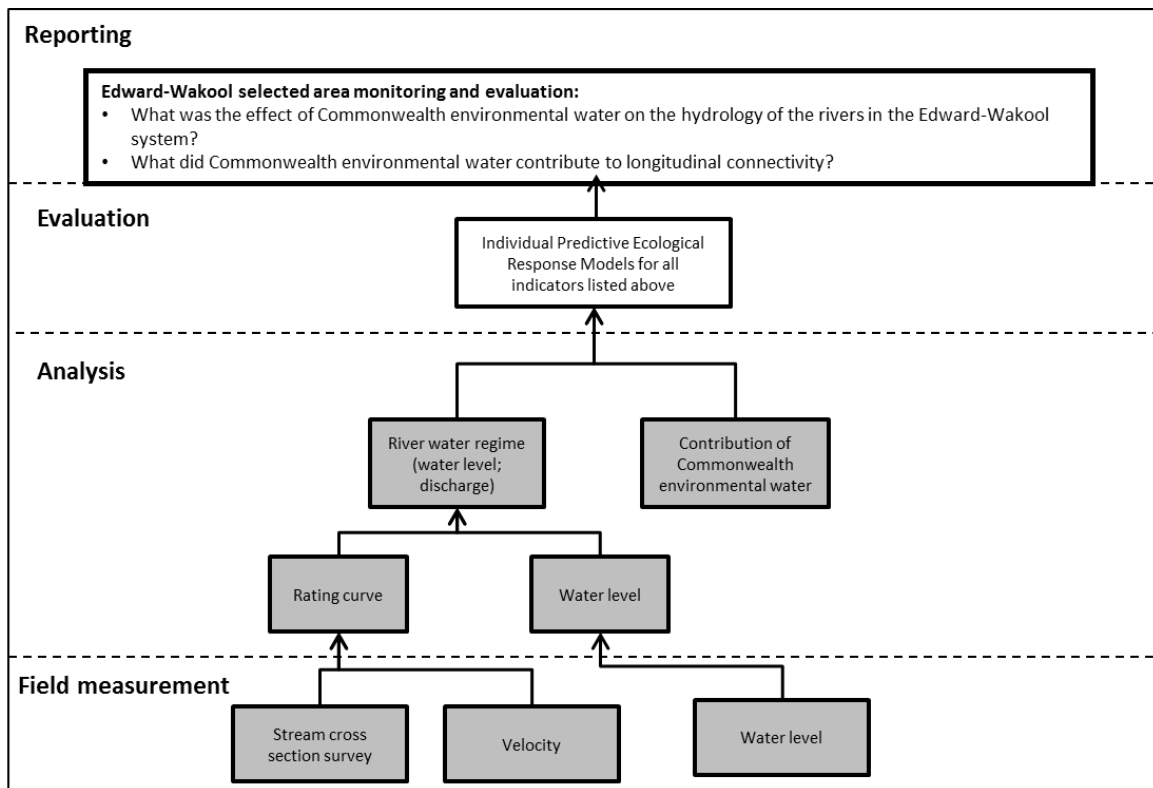 Reporting
Edward-Wakool selected area monitoring and evaluation:
• What was the effect of Commonwealth environmental water on the hydrology of the rivers in the Edward-Wakool
system?
• What did Commonwealth environmental water contribute to longitudinal connectivity?
Evaluation
Individual Predictive Ecological
Response Models for all
indicators listed above
Analysis
River water regime
(water level;
discharge)
Contribution of
Commonwealth
environmental water
Rating curve
Water level
Field measurement
Stream cross
section survey
Velocity
Water level